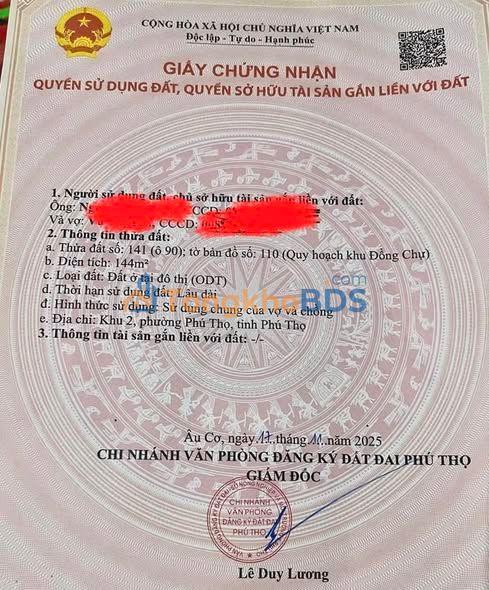 CỘNG HÒA XÃ HỘI CHỦ NGHĨA VIỆT NAM
Độc lập - Tự do - Hạnh phúc
GIẤY CHỨNG NHẬN
QUYỀN SỬ DỤNG ĐẤT, QUYỀN SỞ HỮU TÀI SẢN GẮN LIỀN VỚI ĐẤT
1. Người sử dụng đất, chủ sở hữu tài sản gắn liền với đất:
Ông:
Và vợ: CCCD:
2. Thông tin thửa đất:
a. Thửa đất số: 141 (ô 90); tờ bản đồ số: 110 (Quy hoạch khu Đồng Chự)
b. Diện tích: 144m²
c. Loại đất: Đất ở tại đô thị (ODT)
d. Thời hạn sử dụng đất: Lâu dài
đ. Hình thức sử dụng: Sử dụng chung của vợ và chồng
TongkhoBDS.com
e. Địa chỉ: Khu 2, phường Phú Thọ, tỉnh Phú Thọ
3. Thông tin tài sản gắn liền với đất: -/-
Âu Cơ, ngày 17 tháng 10 năm 2025
CHI NHÁNH VĂN PHÒNG ĐĂNG KÝ ĐẤT ĐAI PHÚ THỌ
GIÁM ĐỐC
CHI NHÁNH
VĂN PHÒNG
ĐĂNG KÝ ĐẤT ĐAI
PHÚ THỌ
Lê Duy Lương